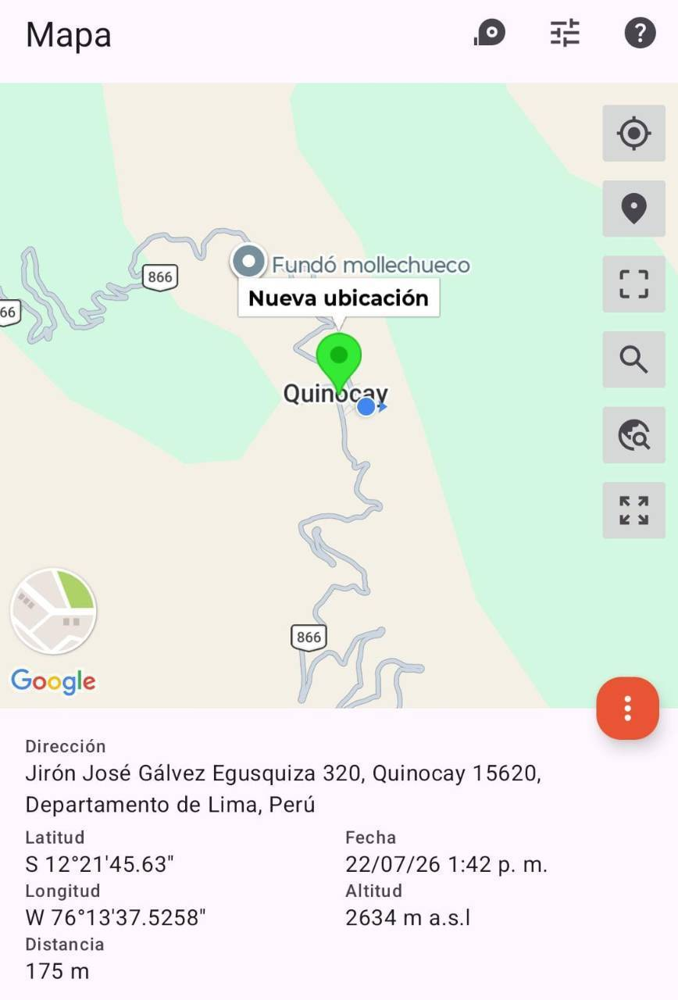 Mapa
Fundó mollechueco
866
Nueva ubicación
66
Quinocay
866
Google
Dirección
Jirón José Gálvez Egusquiza 320, Quinocay 15620,
Departamento de Lima, Perú
Latitud
S 12°21'45.63"
Fecha
22/07/26 1:42 p. m.
Longitud
W 76°13'37.5258"
Altitud
2634 m a.s.l
Distancia
175 m